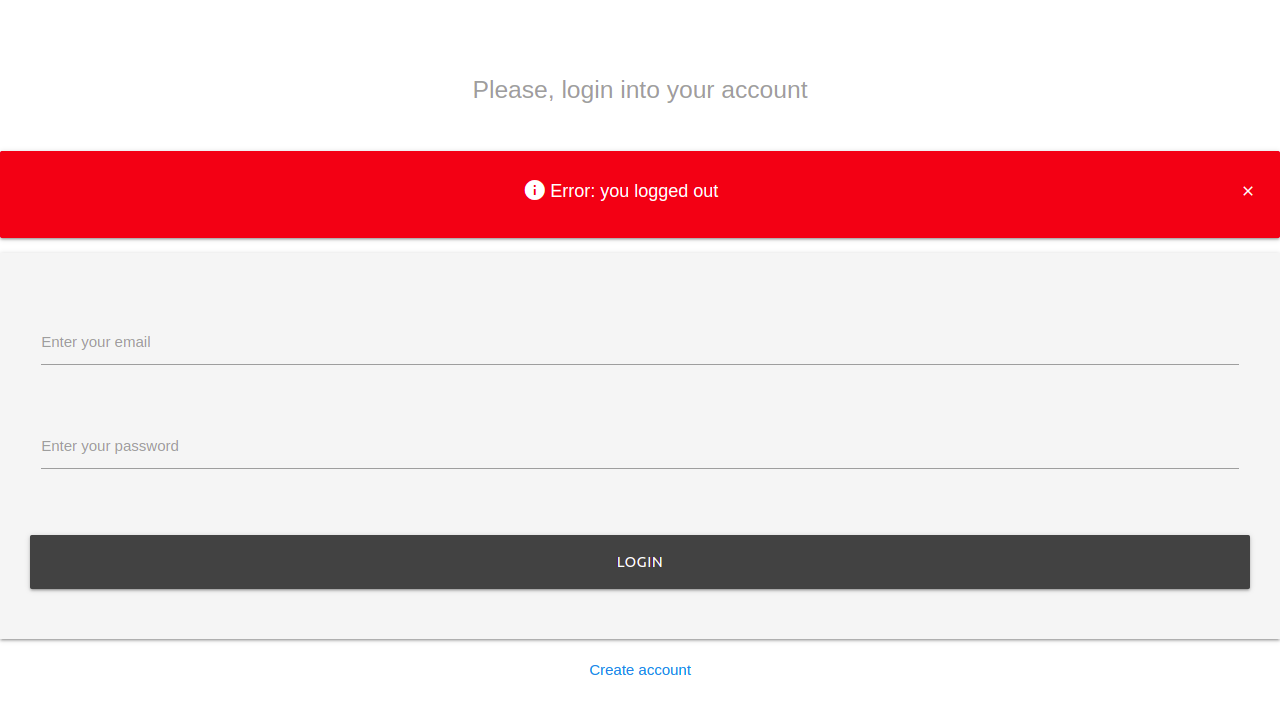 Please, login into your account
Error: you logged out
×
Enter your email
Enter your password
LOGIN
Create account